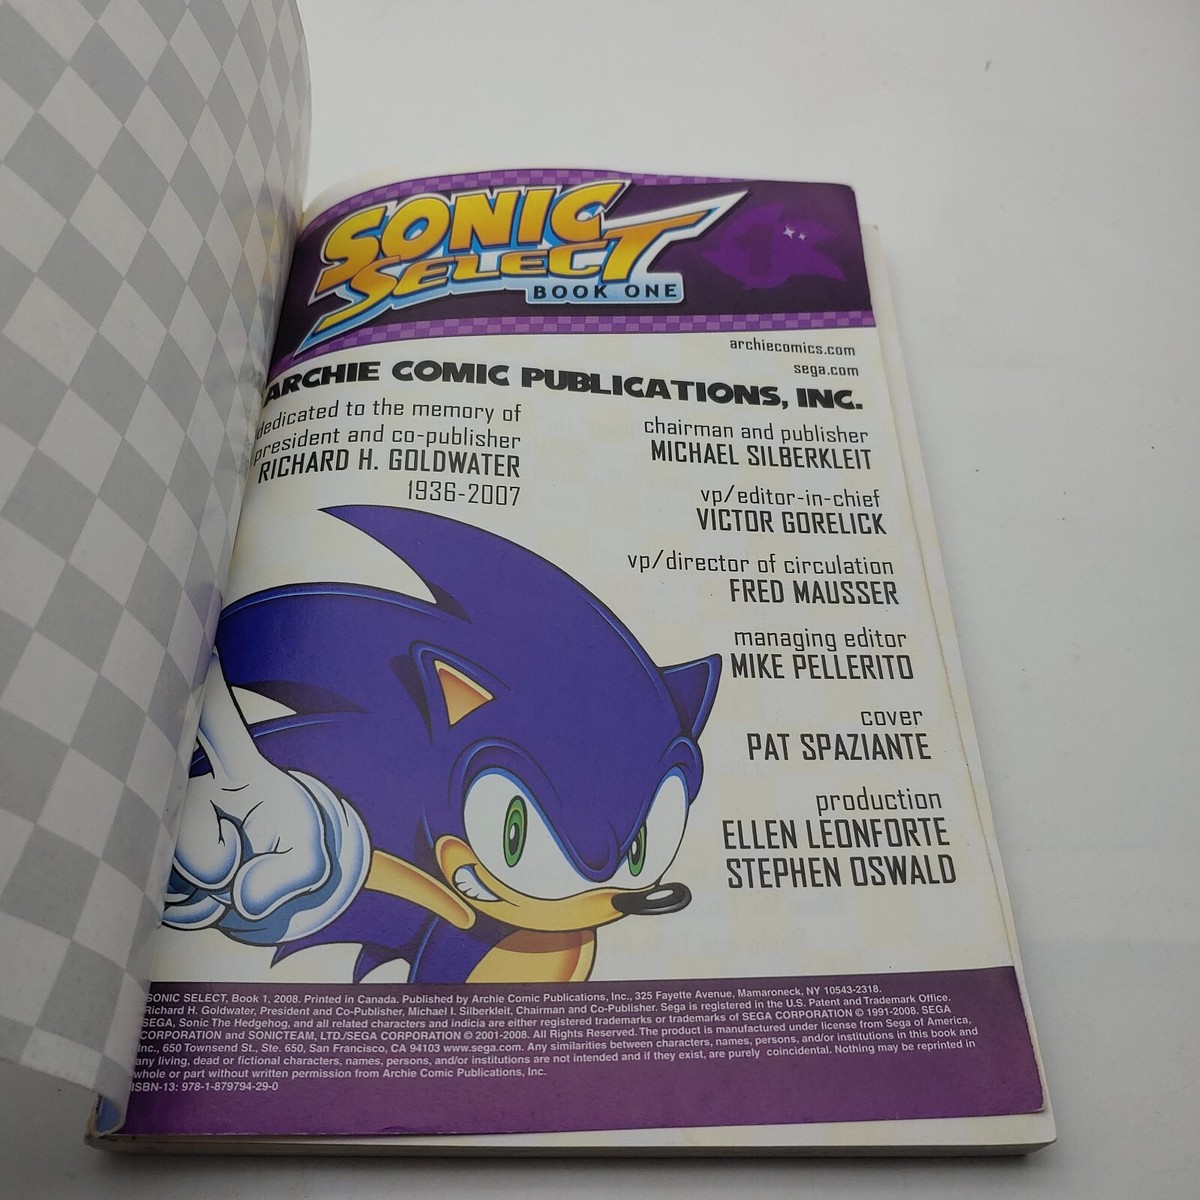 SONIC
SELECT
BOOK ONE
1
archiecomics.com
sega.com
ARCHIE COMIC PUBLICATIONS, INC.
dedicated to the memory of
president and co-publisher
RICHARD H. GOLDWATER
1936-2007
chairman and publisher
MICHAEL SILBERKLEIT
vp/editor-in-chief
VICTOR GORELICK
vp/director of circulation
FRED MAUSSER
managing editor
MIKE PELLERITO
cover
PAT SPAZIANTE
production
ELLEN LEONFORTE
STEPHEN OSWALD
SONIC SELECT, Book 1, 2008. Printed in Canada. Published by Archie Comic Publications, Inc., 325 Fayette Avenue, Mamaroneck, NY 10543-2318.
Richard H. Goldwater, President and Co-Publisher, Michael I. Silberkleit, Chairman and Co-Publisher. Sega is registered in the U.S. Patent and Trademark Office.
SEGA, Sonic The Hedgehog, and all related characters and indicia are either registered trademarks or trademarks of SEGA CORPORATION © 1991-2008. SEGA
CORPORATION and SONICTEAM, LTD./SEGA CORPORATION © 2001-2008. All Rights Reserved. The product is manufactured under license from Sega of America,
Inc., 650 Townsend St., Ste. 650, San Francisco, CA 94103 www.sega.com. Any similarities between characters, names, persons, and/or institutions in this book and
any living, dead or fictional characters, names, persons, and/or institutions are not intended and if they exist, are purely coincidental. Nothing may be reprinted in
whole or part without written permission from Archie Comic Publications, Inc.
ISBN-13: 978-1-879794-29-0